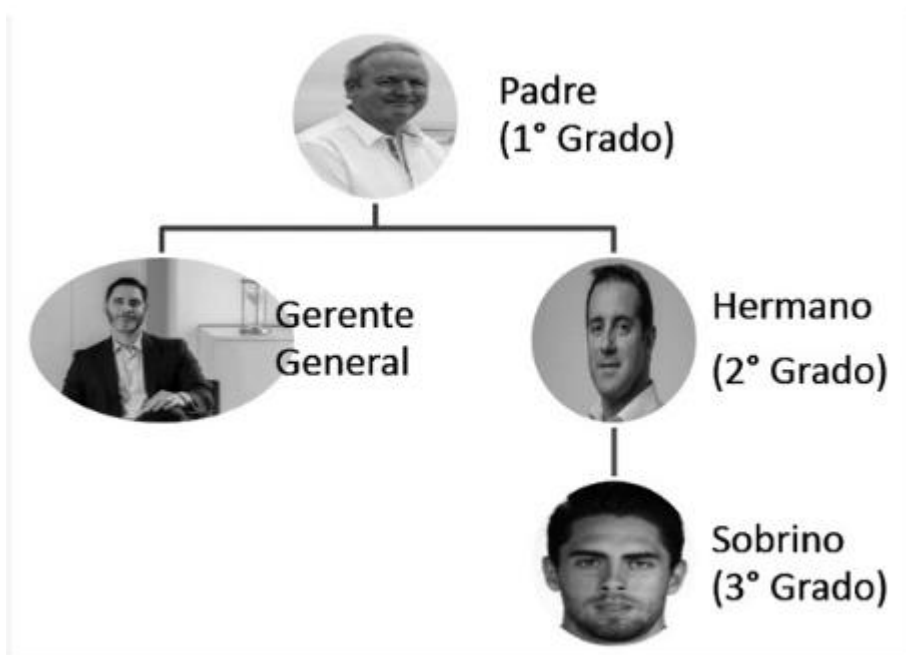 Padre
(1° Grado)
Gerente
General
Hermano
(2° Grado)
Sobrino
(3° Grado)